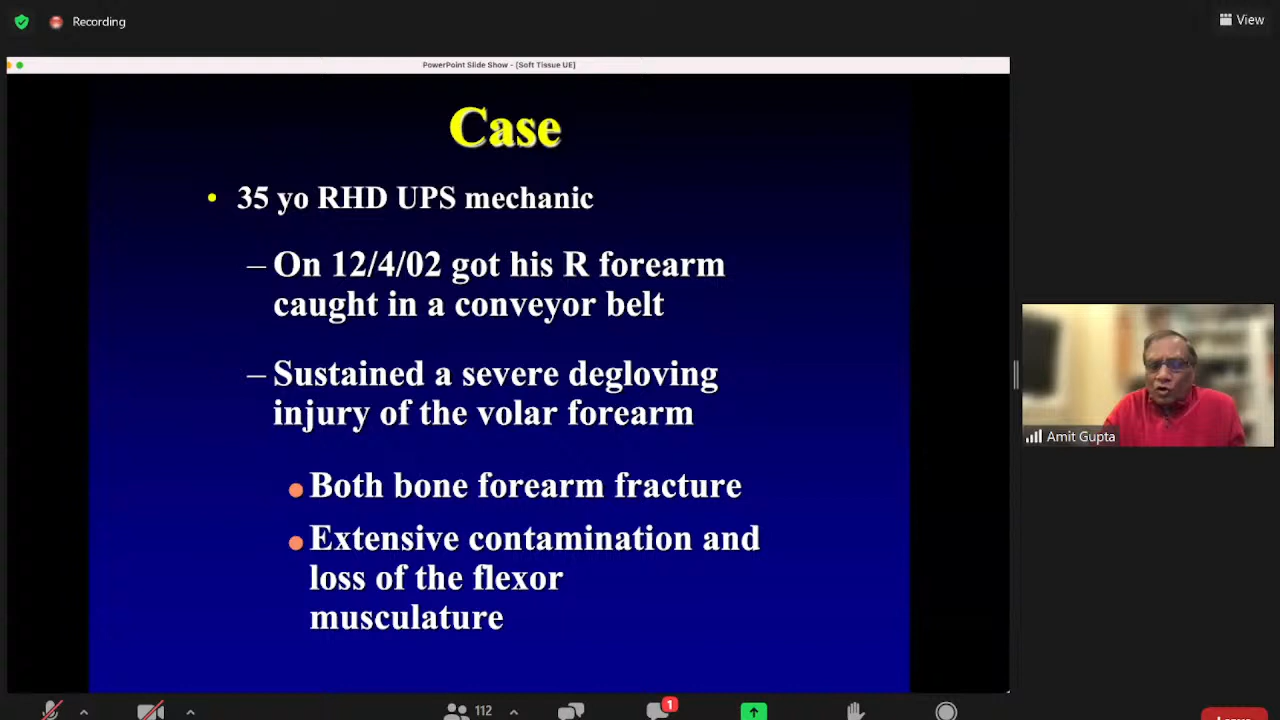 Recording
View
PowerPoint Slide Show - [Soft Tissue UE]
Case
• 35 yo RHD UPS mechanic
– On 12/4/02 got his R forearm
caught in a conveyor belt
– Sustained a severe degloving
injury of the volar forearm
• Both bone forearm fracture
• Extensive contamination and
loss of the flexor
musculature
Amit Gupta
112
1